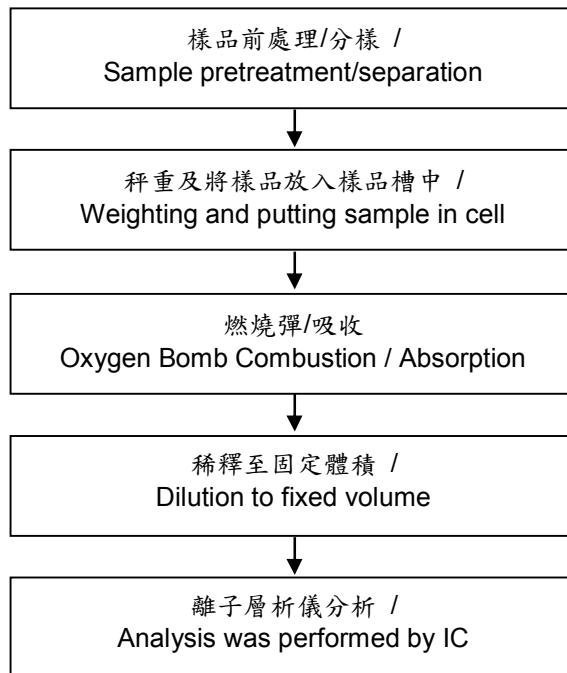 樣品前處理/分樣 /
Sample pretreatment/separation
秤重及將樣品放入樣品槽中 /
Weighting and putting sample in cell
燃燒彈/吸收
Oxygen Bomb Combustion / Absorption
稀釋至固定體積 /
Dilution to fixed volume
離子層析儀分析 /
Analysis was performed by IC